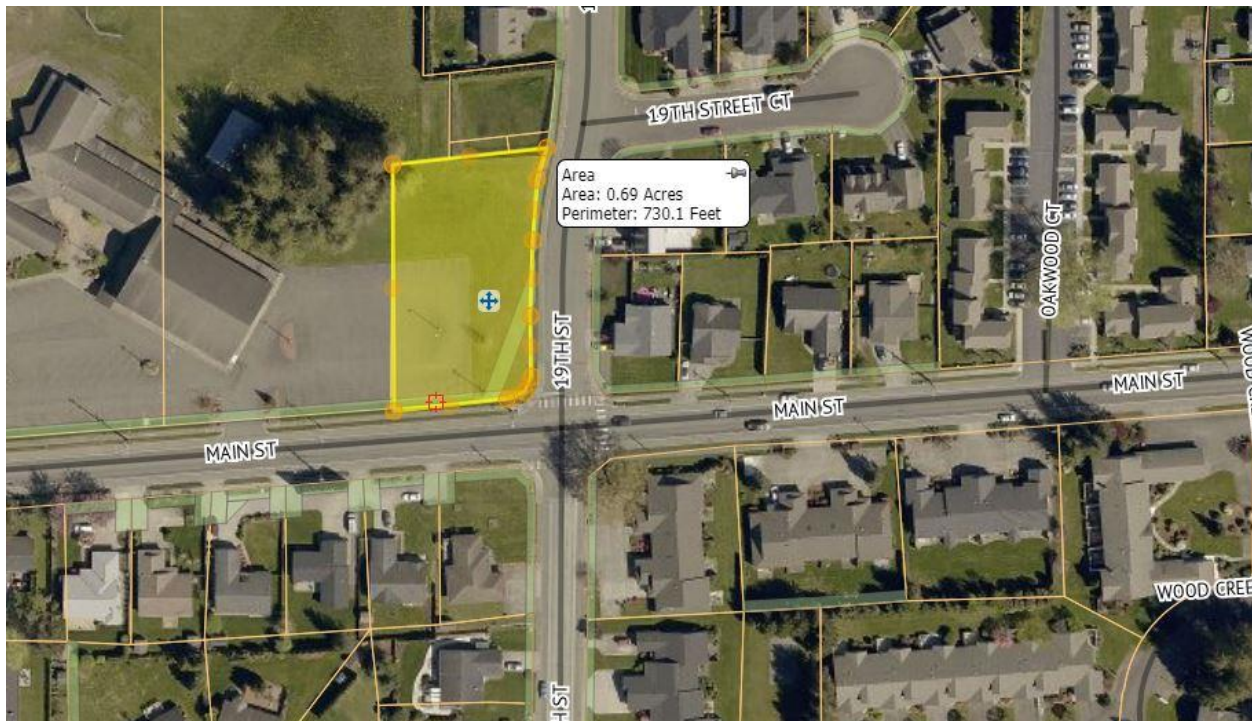 19TH STREET CT
Area
Area: 0.69 Acres
Perimeter: 730.1 Feet
OAKWOOD CT
19TH ST
MAIN ST
MAIN ST
MAIN ST
WOOD CREE
H ST